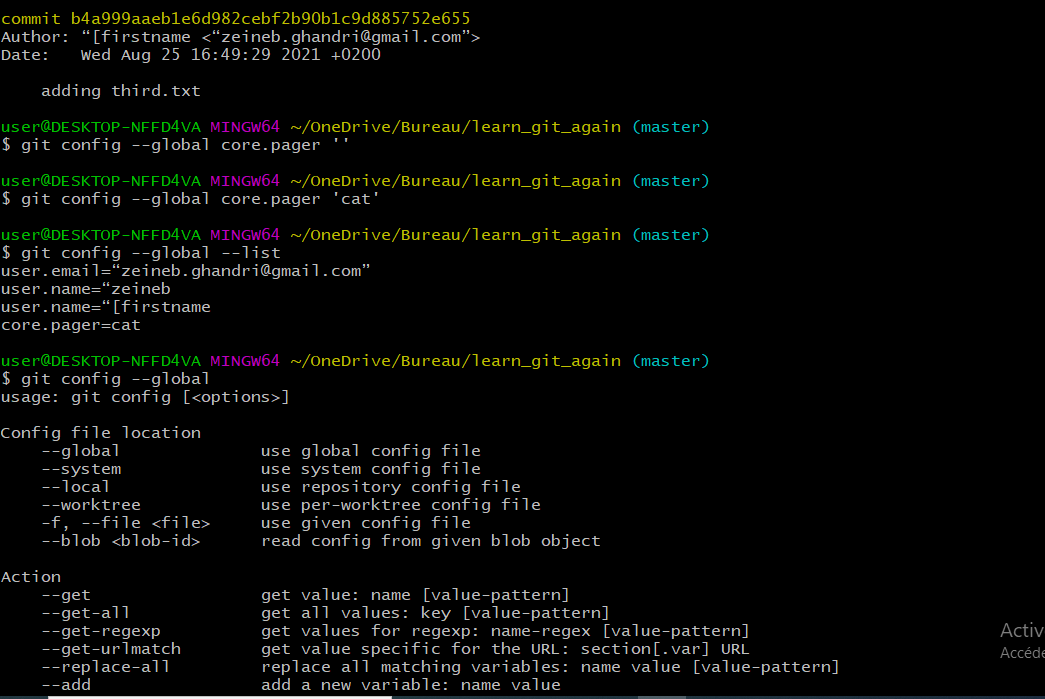 commit b4a999aaeb1e6d982cebf2b90b1c9d885752e655
Author: “[firstname <“zeineb.ghandri@gmail.com”>
Date:   Wed Aug 25 16:49:29 2021 +0200
adding third.txt
user@DESKTOP-NFFD4VA MINGW64 ~/OneDrive/Bureau/learn_git_again (master)
$ git config --global core.pager ''
user@DESKTOP-NFFD4VA MINGW64 ~/OneDrive/Bureau/learn_git_again (master)
$ git config --global core.pager 'cat'
user@DESKTOP-NFFD4VA MINGW64 ~/OneDrive/Bureau/learn_git_again (master)
$ git config --global --list
user.email=“zeineb.ghandri@gmail.com”
user.name=“zeineb
user.name=“[firstname
core.pager=cat
user@DESKTOP-NFFD4VA MINGW64 ~/OneDrive/Bureau/learn_git_again (master)
$ git config --global
usage: git config [<options>]
Config file location
    --global              use global config file
    --system              use system config file
    --local               use repository config file
    --worktree            use per-worktree config file
    -f, --file <file>     use given config file
    --blob <blob-id>      read config from given blob object
Action
    --get                 get value: name [value-pattern]
    --get-all             get all values: key [value-pattern]
    --get-regexp          get values for regexp: name-regex [value-pattern]
    --get-urlmatch        get value specific for the URL: section[.var] URL
    --replace-all         replace all matching variables: name value [value-pattern]
    --add                 add a new variable: name value
Activ
Accéde